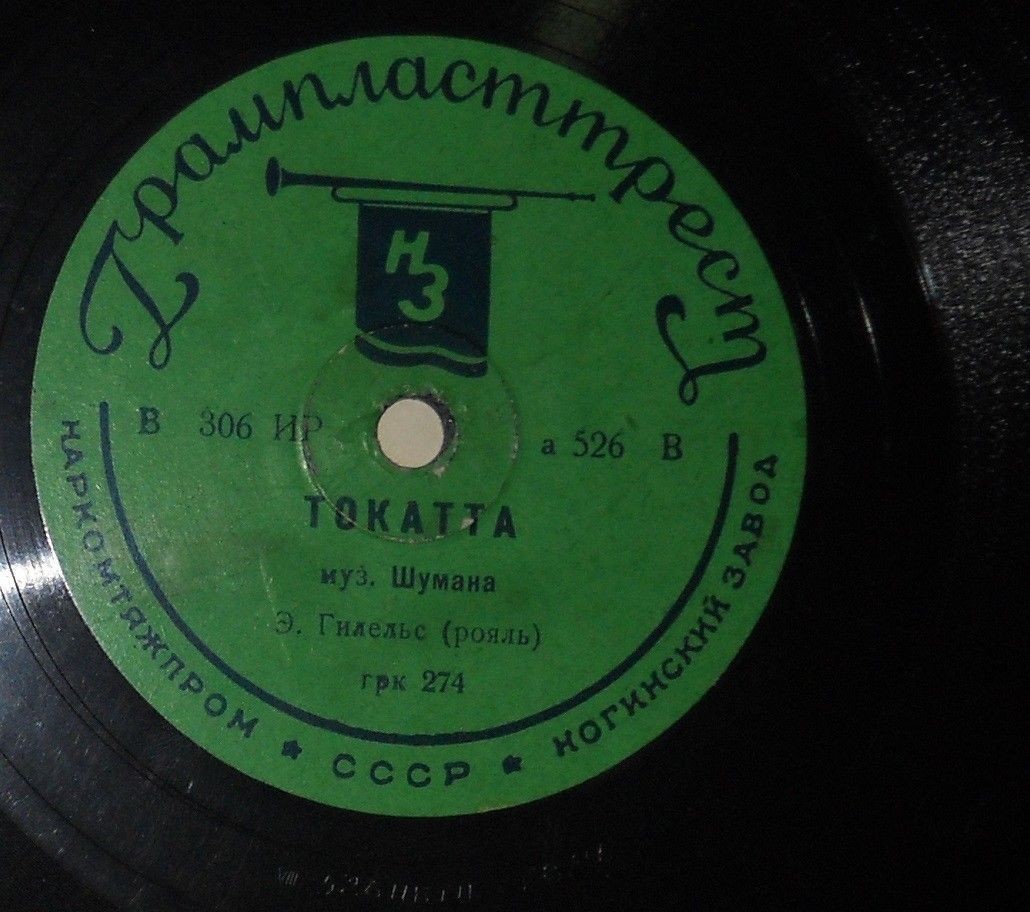 Грампласттрест
НЗ
В 306 ИР а 526 В
ТОКАТТА
муз. Шумана
Э. Гилельс (рояль)
грк 274
НАРКОМТЯЖПРОМ * СССР * НОГИНСКИЙ ЗАВОД